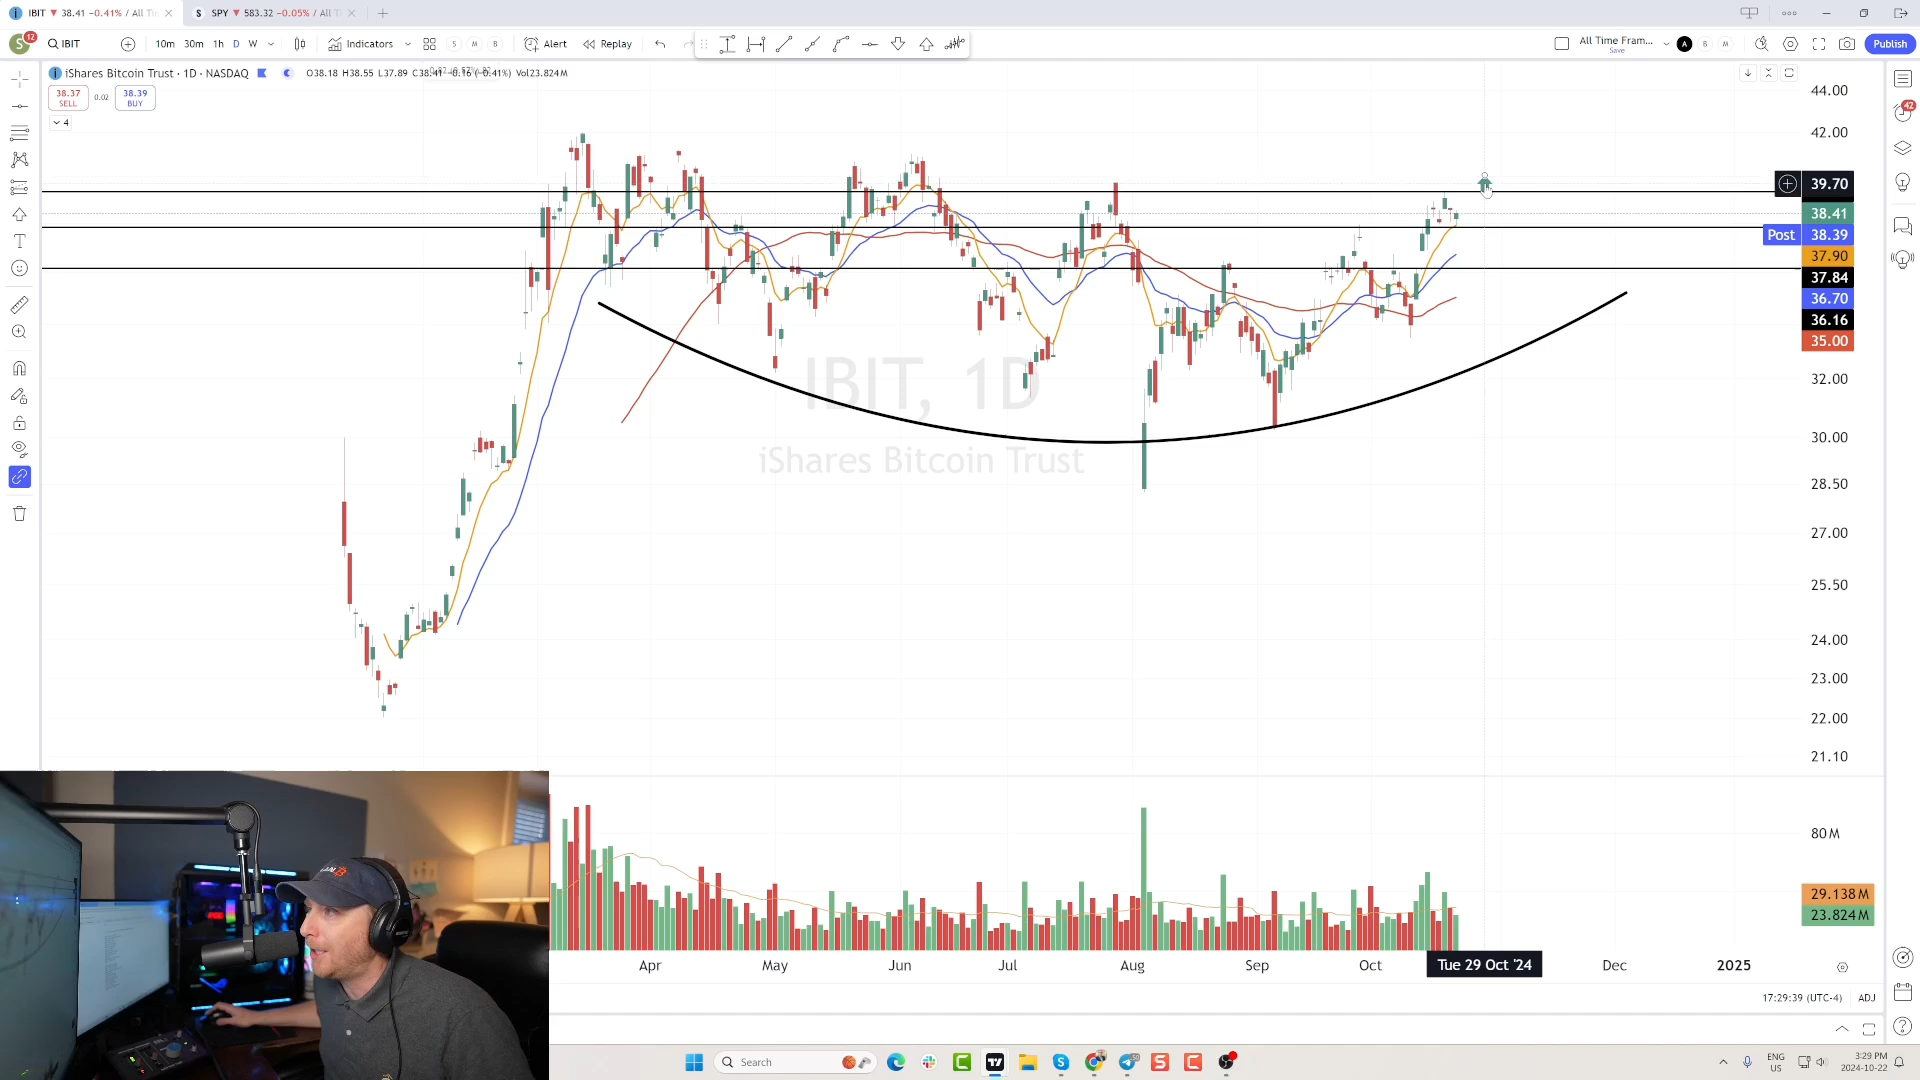 IBIT ▼ 38.41 −0.41% / All Ti
SPY ▼ 583.32 −0.05% / All T
S 12
IBIT
10m 30m 1h D W
Indicators
S M B
Alert
Replay
All Time Fram...
Save
A B M
Publish
iShares Bitcoin Trust · 1D · NASDAQ
O38.18 H38.55 L37.89 C38.41 −0.16 (−0.41%) Vol23.824M
38.37
SELL
0.02
38.39
BUY
4
42
44.00
42.00
39.70
38.41
Post 38.39
37.90
37.84
36.70
36.16
35.00
32.00
30.00
28.50
27.00
25.50
24.00
23.00
22.00
21.10
IBIT, 1D
iShares Bitcoin Trust
80M
29.138M
23.824M
Apr May Jun Jul Aug Sep Oct Tue 29 Oct '24 Dec 2025
17:29:39 (UTC-4) ADJ
Search
ENG
US
3:29 PM
2024-10-22